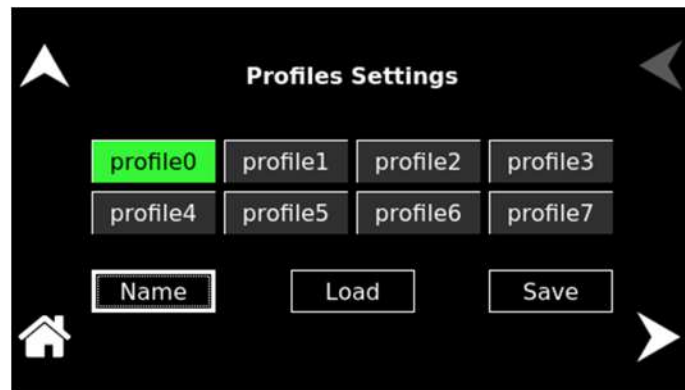 Profiles Settings
profile0 profile1 profile2 profile3
profile4 profile5 profile6 profile7
Name Load Save